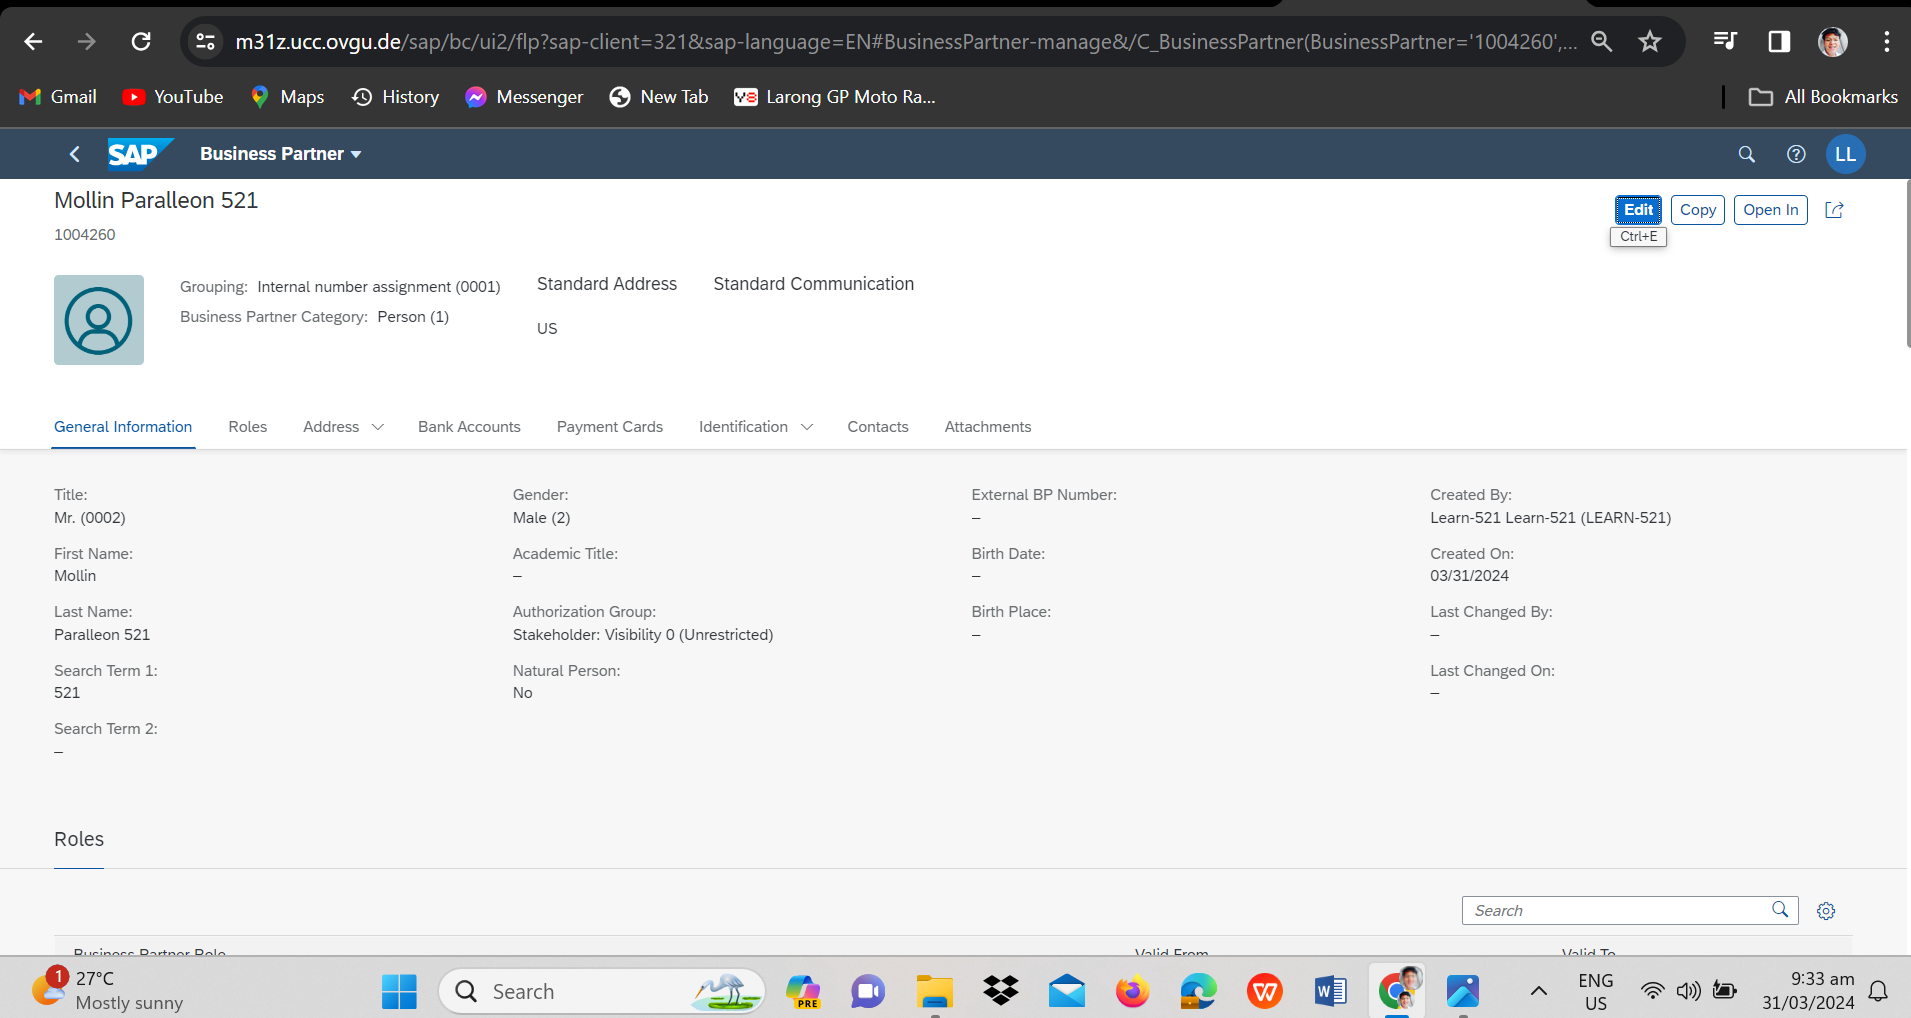 m31z.ucc.ovgu.de/sap/bc/ui2/flp?sap-client=321&sap-language=EN#BusinessPartner-manage&/C_BusinessPartner(BusinessPartner='1004260',...
Gmail YouTube Maps History Messenger New Tab Larong GP Moto Ra... All Bookmarks
SAP Business Partner LL
Mollin Paralleon 521
Edit Copy Open In
1004260
Ctrl+E
Standard Address Standard Communication
Grouping: Internal number assignment (0001)
Business Partner Category: Person (1)
US
General Information Roles Address Bank Accounts Payment Cards Identification Contacts Attachments
Title: Gender: External BP Number: Created By:
Mr. (0002) Male (2) – Learn-521 Learn-521 (LEARN-521)
First Name: Academic Title: Birth Date: Created On:
Mollin – – 03/31/2024
Last Name: Authorization Group: Birth Place: Last Changed By:
Paralleon 521 Stakeholder: Visibility 0 (Unrestricted) – –
Search Term 1: Natural Person: Last Changed On:
521 No –
Search Term 2:
–
Roles
Search
Business Partner Role Valid From Valid To
1 27°C
Mostly sunny
Search
PRE
ENG
US
9:33 am
31/03/2024